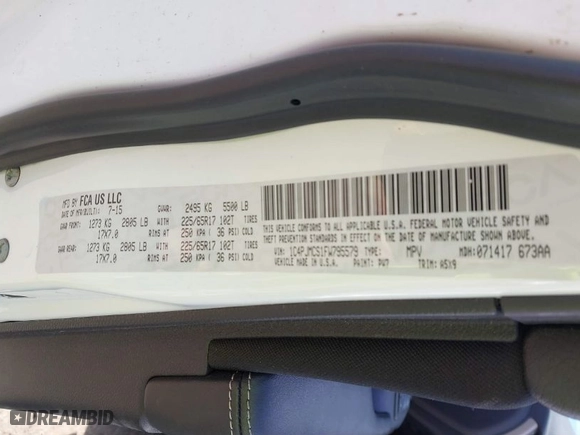 MFD BY FCA US LLC
DATE OF MFR(BUILT): 7-15 GVWR: 2495 KG 5500 LB
GAWR FRONT: 1273 KG 2805 LB WITH 225/65R17 102T TIRES
17X7.0 RIMS AT 250 KPA ( 36 PSI) COLD
GAWR REAR: 1273 KG 2805 LB WITH 225/65R17 102T TIRES
17X7.0 RIMS AT 250 KPA ( 36 PSI) COLD
THIS VEHICLE CONFORMS TO ALL APPLICABLE U.S.A. FEDERAL MOTOR VEHICLE SAFETY AND
BUMPER STANDARDS IN EFFECT ON THE DATE OF MANUFACTURE SHOWN ABOVE.
VIN: 1C4PJMCS1FW795579 TYPE: MPV MDH: 071417 673AA
MADE IN U.S.A. PAINT: PW7 TRIM: A5X9
DREAMBID